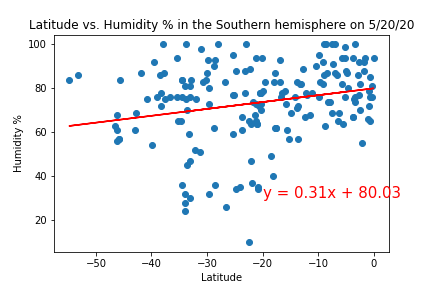 Latitude vs. Humidity % in the Southern hemisphere on 5/20/20
100
80
60
40
20
Humidity %
y = 0.31x + 80.03
−50
−40
−30
−20
−10
0
Latitude